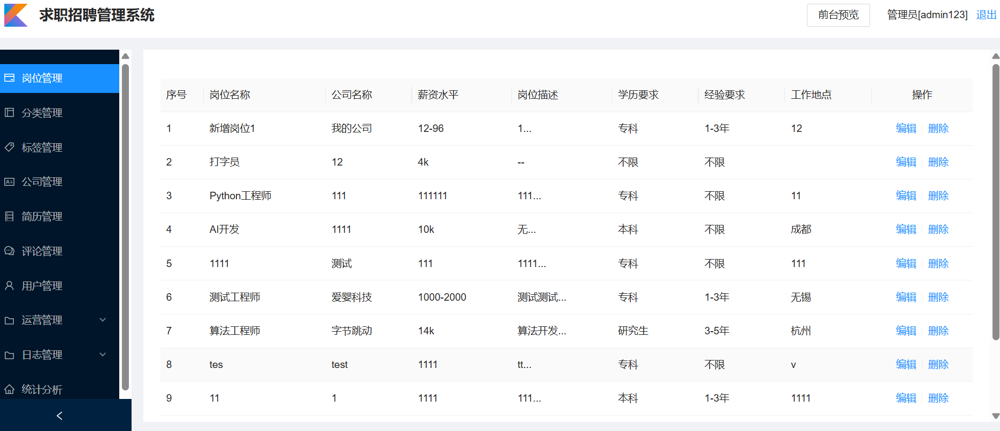 求职招聘管理系统 前台预览 管理员[admin123] 退出
岗位管理
分类管理
标签管理
公司管理
简历管理
评论管理
用户管理
运营管理
日志管理
统计分析
序号 岗位名称 公司名称 薪资水平 岗位描述 学历要求 经验要求 工作地点 操作
1 新增岗位1 我的公司 12-96 1... 专科 1-3年 12 编辑 删除
2 打字员 12 4k -- 不限 不限 编辑 删除
3 Python工程师 111 111111 111... 专科 不限 11 编辑 删除
4 AI开发 1111 10k 无... 本科 不限 成都 编辑 删除
5 1111 测试 111 1111... 专科 不限 111 编辑 删除
6 测试工程师 爱婴科技 1000-2000 测试测试... 专科 1-3年 无锡 编辑 删除
7 算法工程师 字节跳动 14k 算法开发... 研究生 3-5年 杭州 编辑 删除
8 tes test 1111 tt... 专科 不限 v 编辑 删除
9 11 1 1111 111... 本科 1-3年 1111 编辑 删除